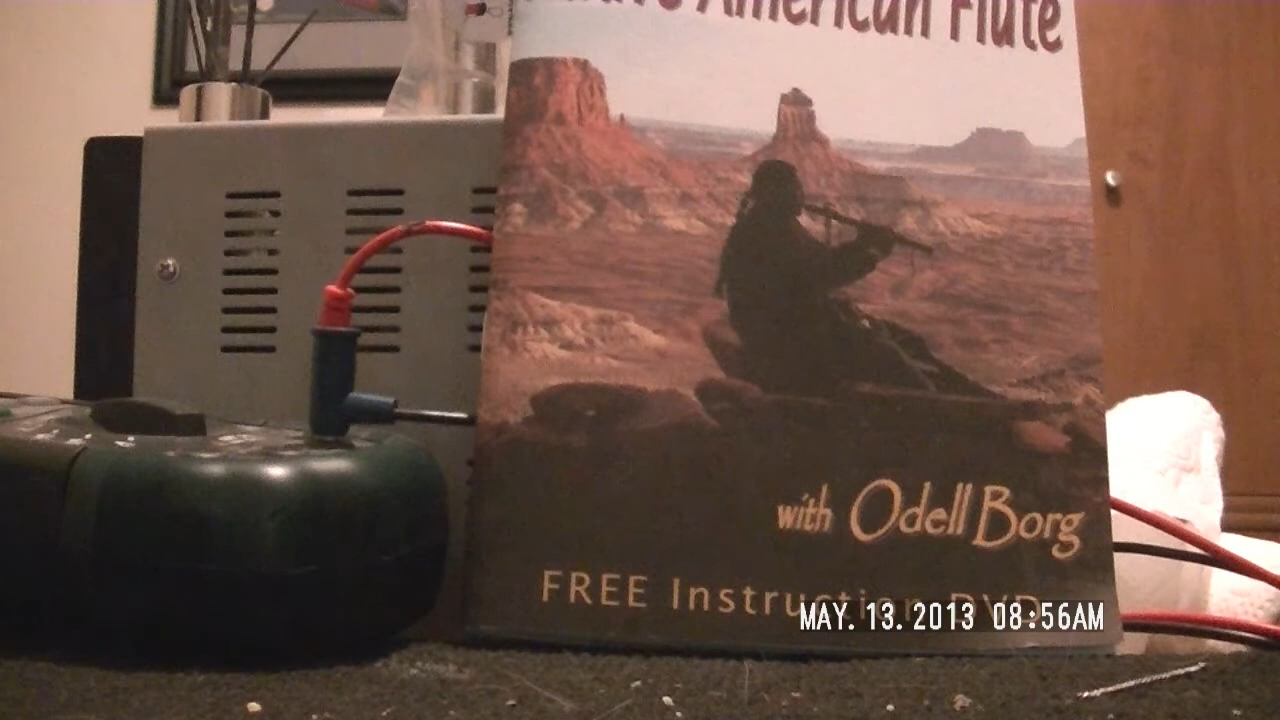 American Flute
with Odell Borg
FREE Instruction DVD
MAY. 13. 2013 08:56AM